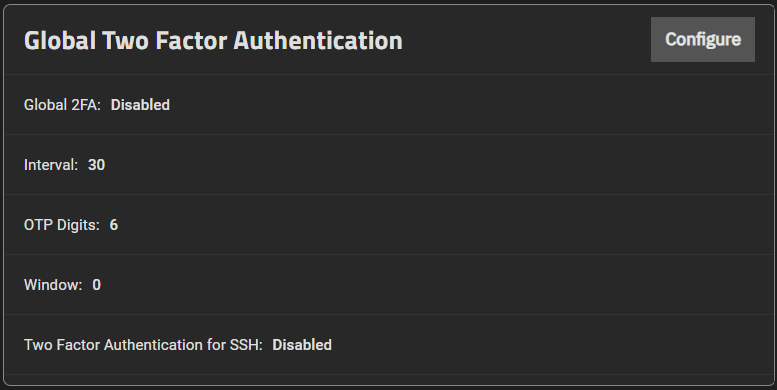 Global Two Factor Authentication
Configure
Global 2FA: Disabled
Interval: 30
OTP Digits: 6
Window: 0
Two Factor Authentication for SSH: Disabled